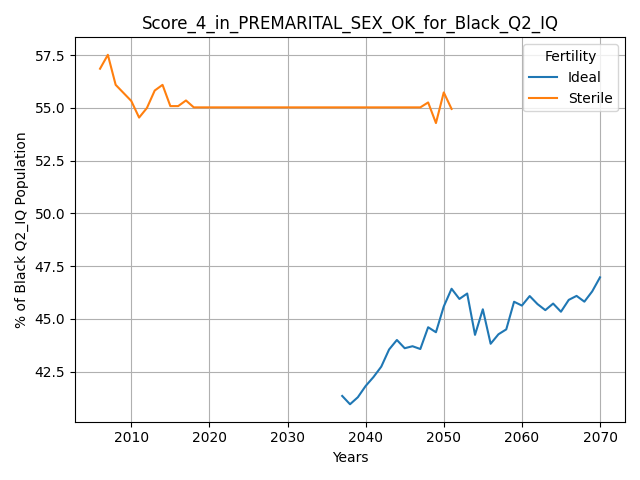 Score_4_in_PREMARITAL_SEX_OK_for_Black_Q2_IQ
Fertility
Ideal
Sterile
% of Black Q2_IQ Population
57.5
55.0
52.5
50.0
47.5
45.0
42.5
2010 2020 2030 2040 2050 2060 2070
Years